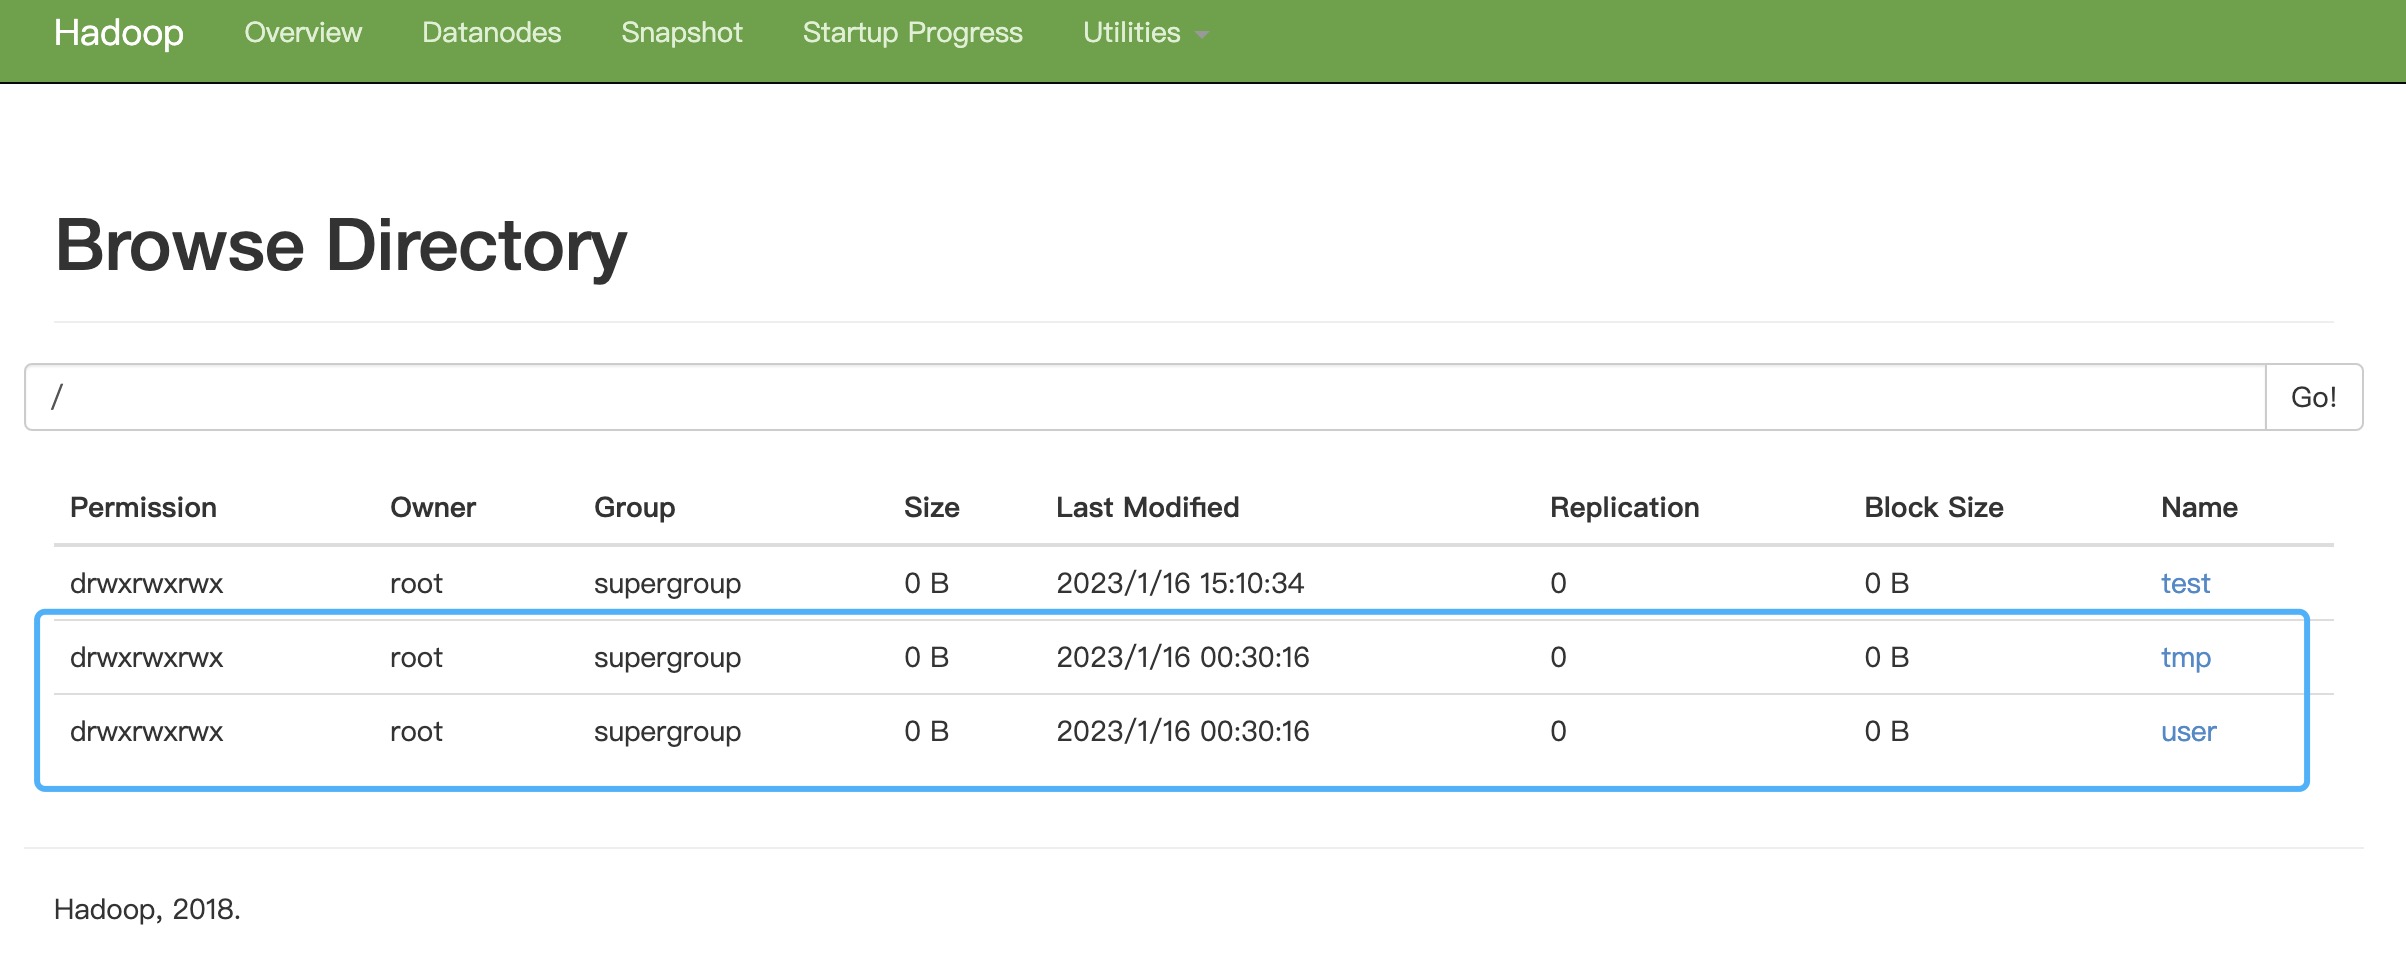 Hadoop Overview Datanodes Snapshot Startup Progress Utilities
Browse Directory
/ Go!
Permission Owner Group Size Last Modified Replication Block Size Name
drwxrwxrwx root supergroup 0 B 2023/1/16 15:10:34 0 0 B test
drwxrwxrwx root supergroup 0 B 2023/1/16 00:30:16 0 0 B tmp
drwxrwxrwx root supergroup 0 B 2023/1/16 00:30:16 0 0 B user
Hadoop, 2018.